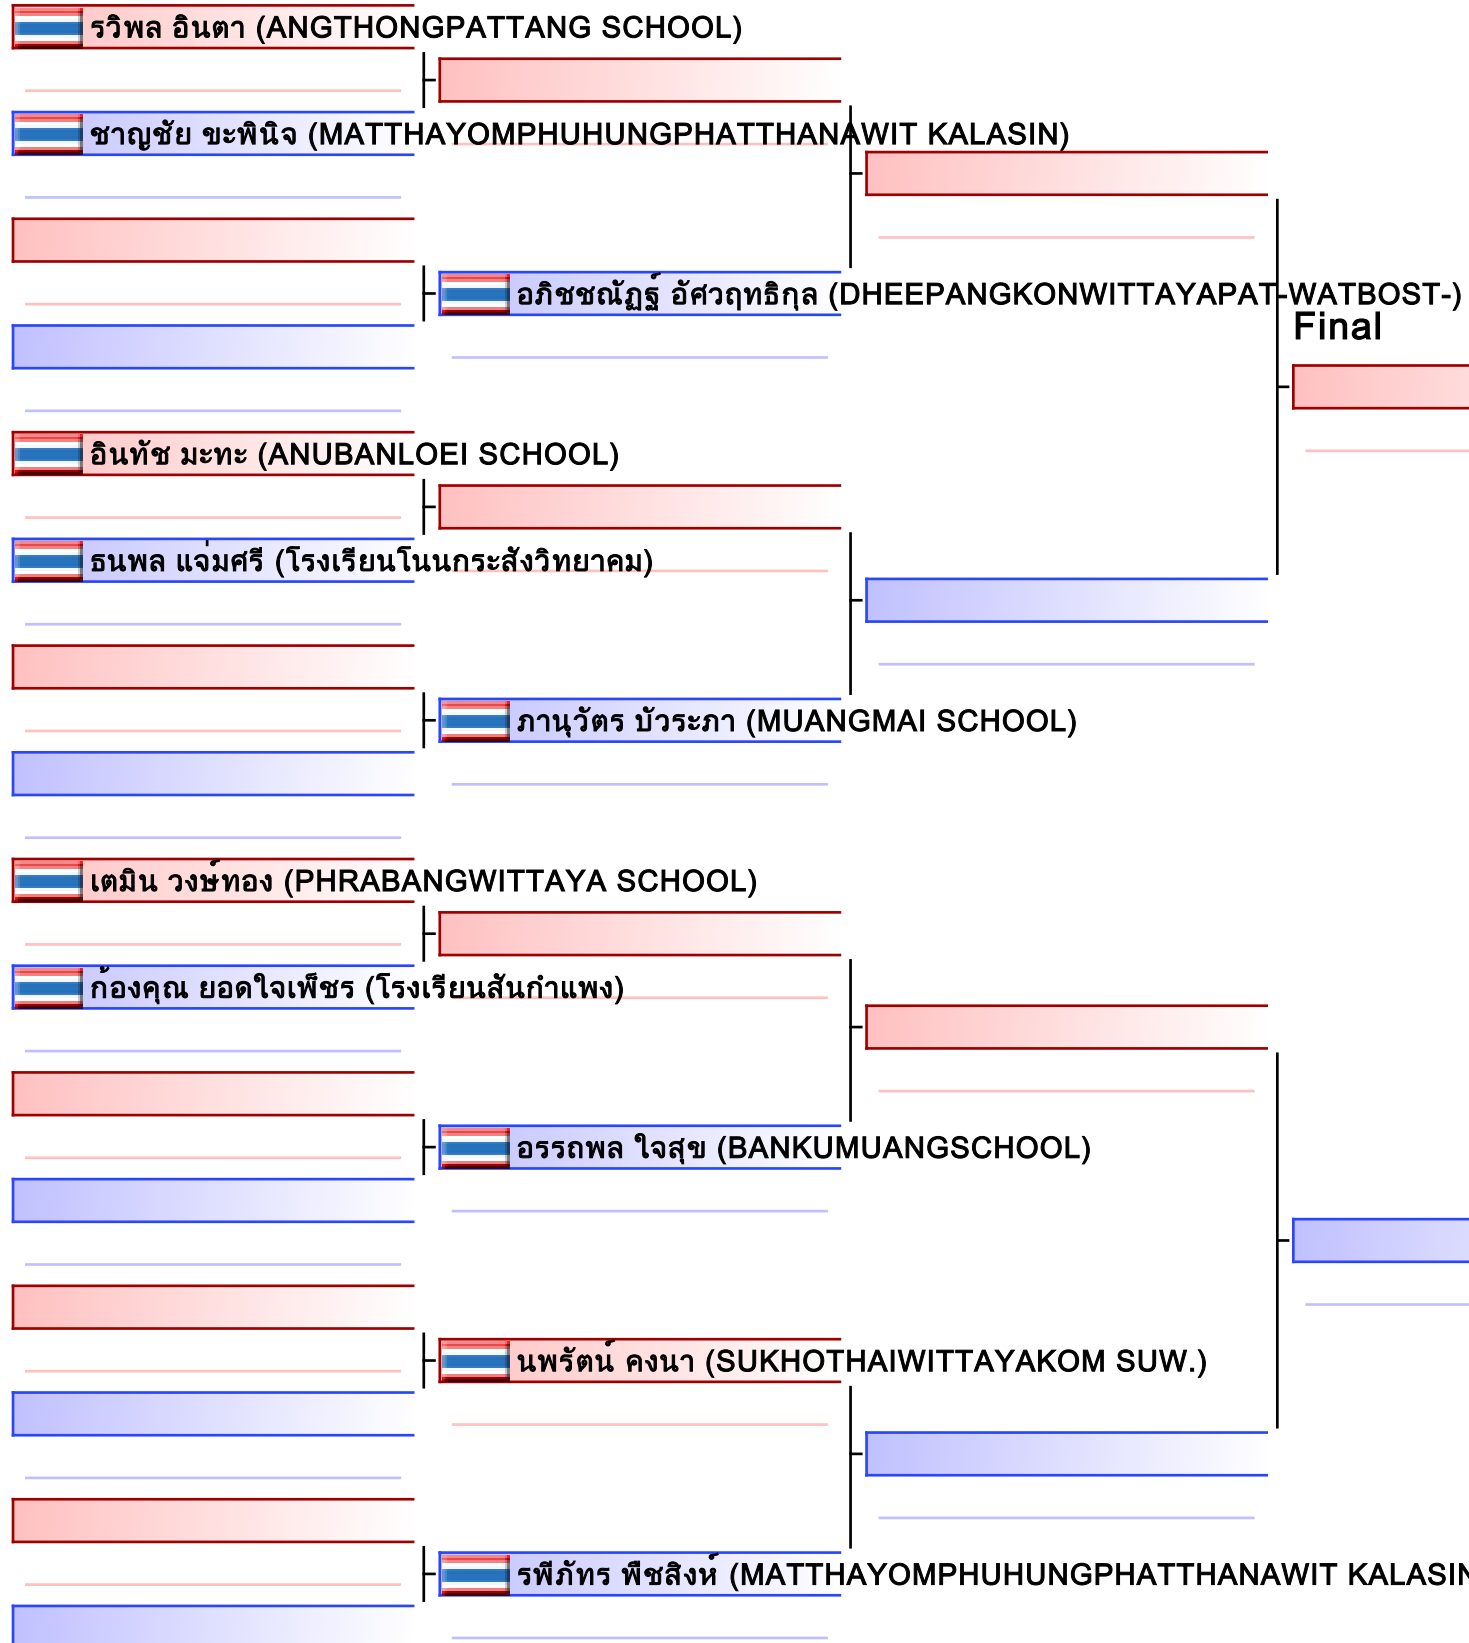 รวิพล อินตา (ANGTHONGPATTANG SCHOOL)
ชาญชัย ขะพินิจ (MATTHAYOMPHUHUNGPHATTHANAWIT KALASIN)
อภิชชณัฏฐ์ อัศวฤทธิกุล (DHEEPANGKONWITTAYAPAT-WATBOST-)
Final
อินทัช มะทะ (ANUBANLOEI SCHOOL)
ธนพล แจ่มศรี (โรงเรียนโนนกระสังวิทยาคม)
ภานุวัตร บัวระภา (MUANGMAI SCHOOL)
เตมิน วงษ์ทอง (PHRABANGWITTAYA SCHOOL)
ก้องคุณ ยอดใจเพ็ชร (โรงเรียนสันกำแพง)
อรรถพล ใจสุข (BANKUMUANGSCHOOL)
นพรัตน์ คงนา (SUKHOTHAIWITTAYAKOM SUW.)
รพีภัทร พืชสิงห์ (MATTHAYOMPHUHUNGPHATTHANAWIT KALASIN